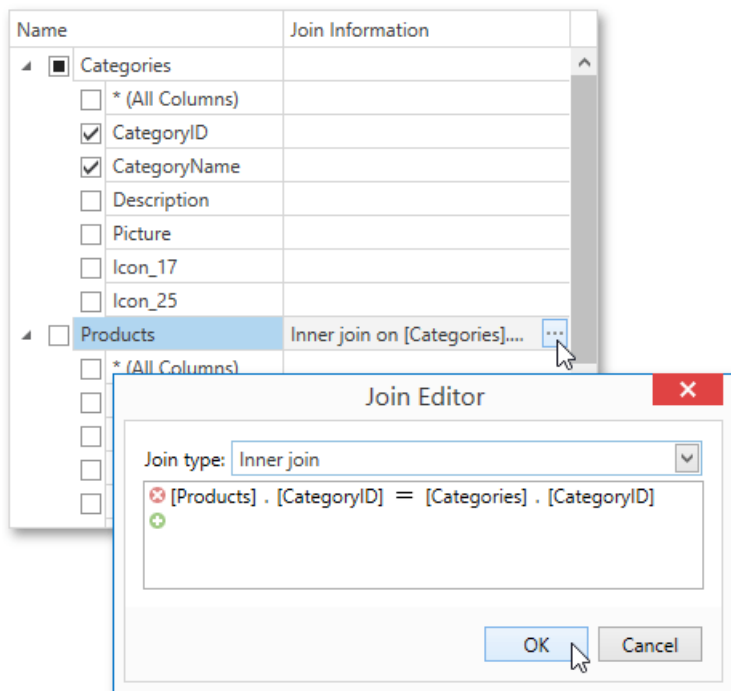 Name Join Information
Categories
* (All Columns)
CategoryID
CategoryName
Description
Picture
Icon_17
Icon_25
Products Inner join on [Categories].... ...
* (All Columns)
Join Editor
Join type: Inner join
[Products] . [CategoryID] = [Categories] . [CategoryID]
OK Cancel